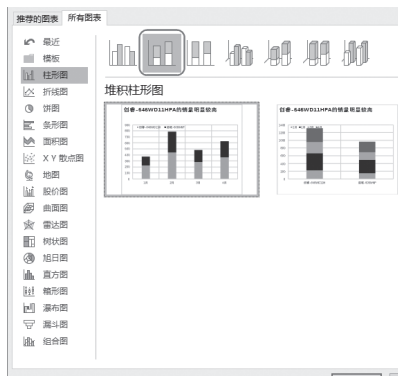 推荐的图表 所有图表
最近
模板
柱形图
折线图
饼图
条形图
面积图
X Y 散点图
地图
股价图
曲面图
雷达图
树状图
旭日图
直方图
箱形图
瀑布图
漏斗图
组合图
堆积柱形图
创睿-646WD11HPA的销量明显较高
创睿-646WD11HPA的销量明显较高